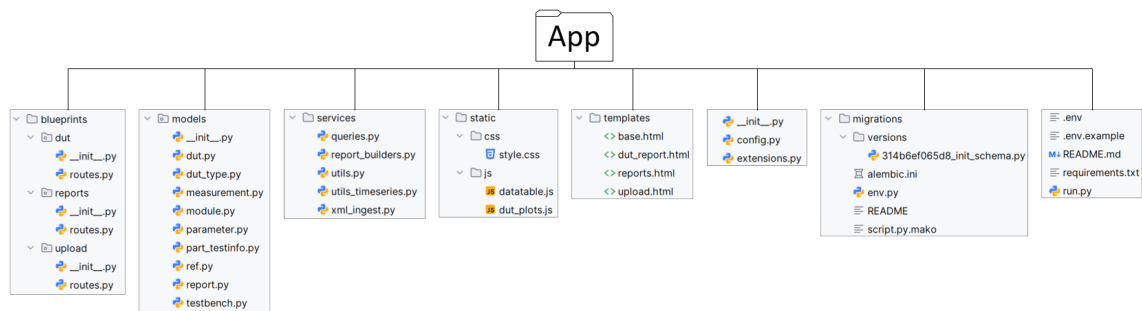 App
blueprints
dut
__init__.py
routes.py
reports
__init__.py
routes.py
upload
__init__.py
routes.py
models
__init__.py
dut.py
dut_type.py
measurement.py
module.py
parameter.py
part_testinfo.py
ref.py
report.py
testbench.py
services
queries.py
report_builders.py
utils.py
utils_timeseries.py
xml_ingest.py
static
css
style.css
js
JS datatable.js
JS dut_plots.js
templates
<> base.html
<> dut_report.html
<> reports.html
<> upload.html
__init__.py
config.py
extensions.py
migrations
versions
314b6ef065d8_init_schema.py
alembic.ini
env.py
README
script.py.mako
.env
.env.example
M↓ README.md
requirements.txt
run.py